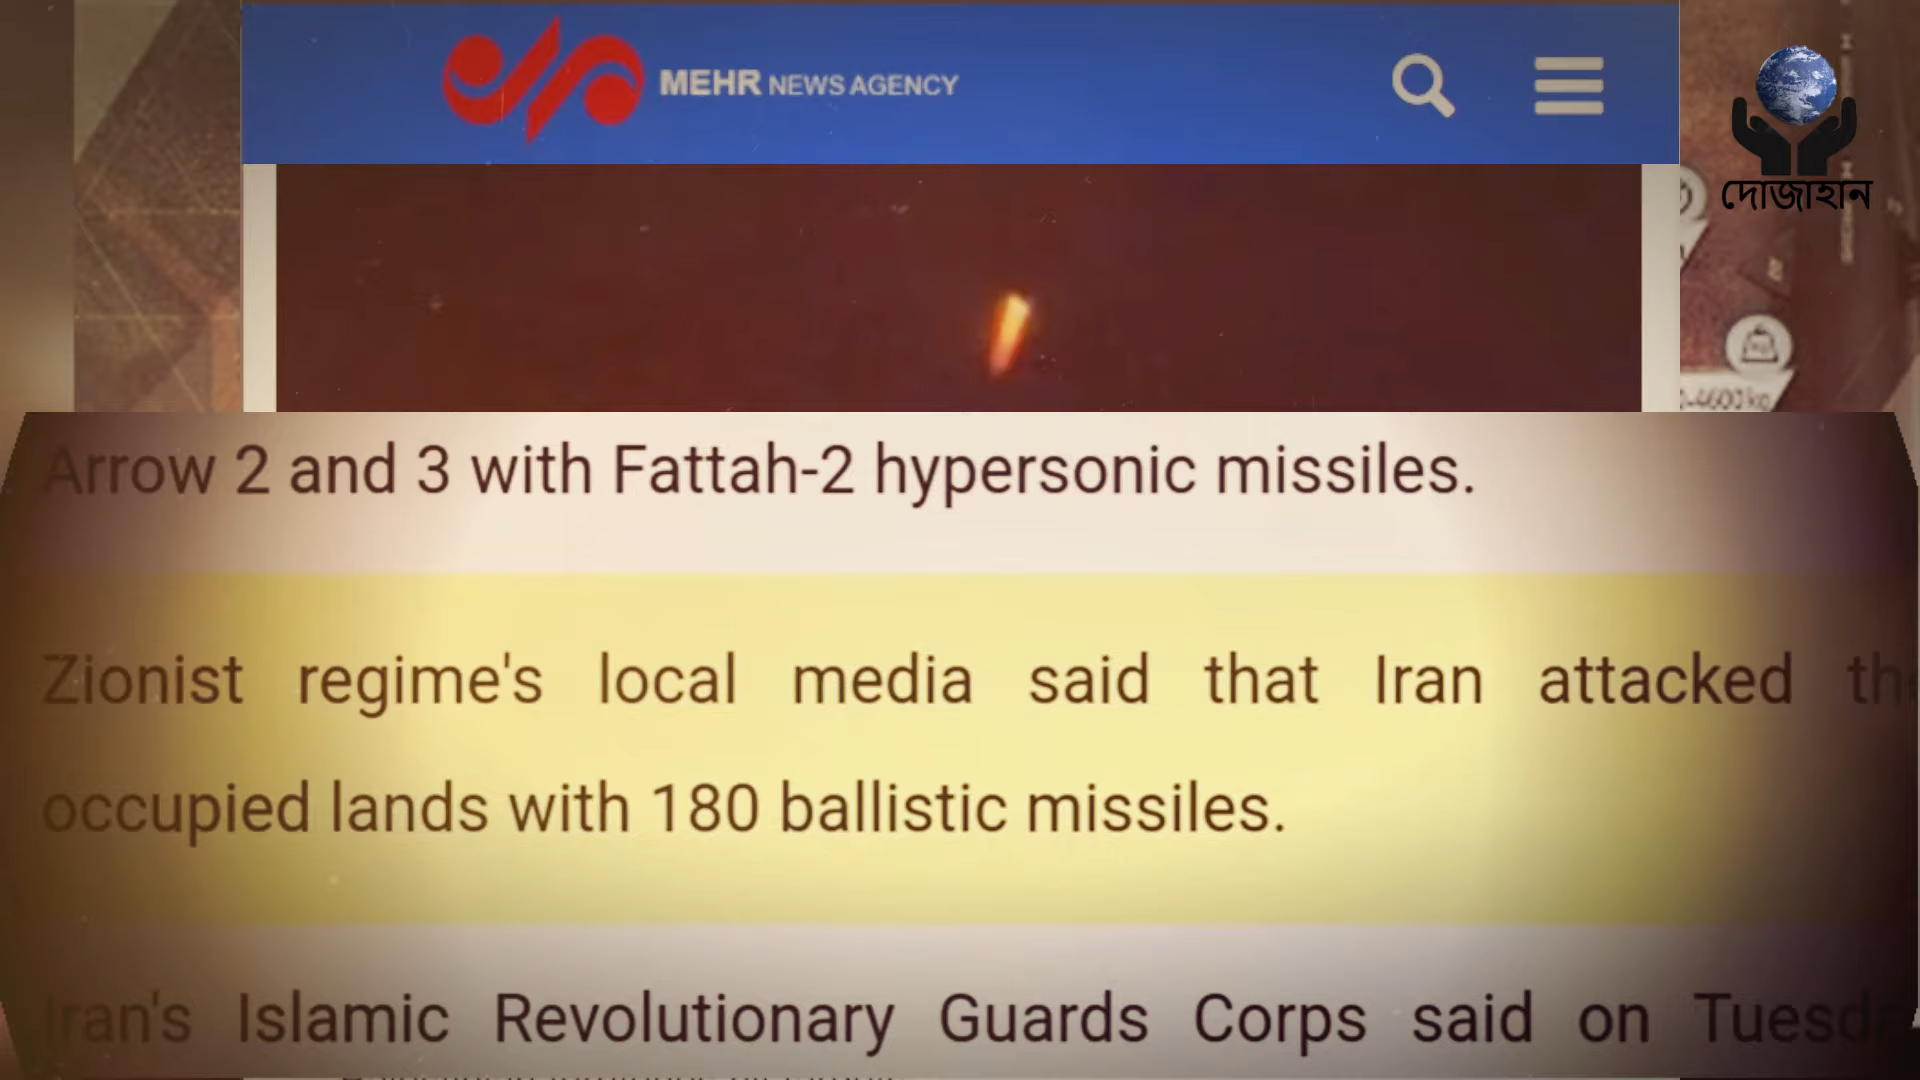 MEHR NEWS AGENCY
দোজাহান
Arrow 2 and 3 with Fattah-2 hypersonic missiles.
Zionist regime's local media said that Iran attacked
occupied lands with 180 ballistic missiles.
Iran's Islamic Revolutionary Guards Corps said on